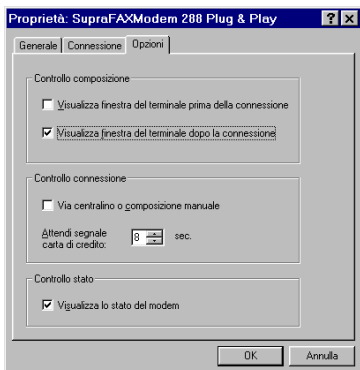 Proprietà: SupraFAXModem 288 Plug & Play
Generale Connessione Opzioni
Controllo composizione
Visualizza finestra del terminale prima della connessione
Visualizza finestra del terminale dopo la connessione
Controllo connessione
Via centralino o composizione manuale
Attendi segnale
carta di credito: 8 sec.
Controllo stato
Visualizza lo stato del modem
OK Annulla